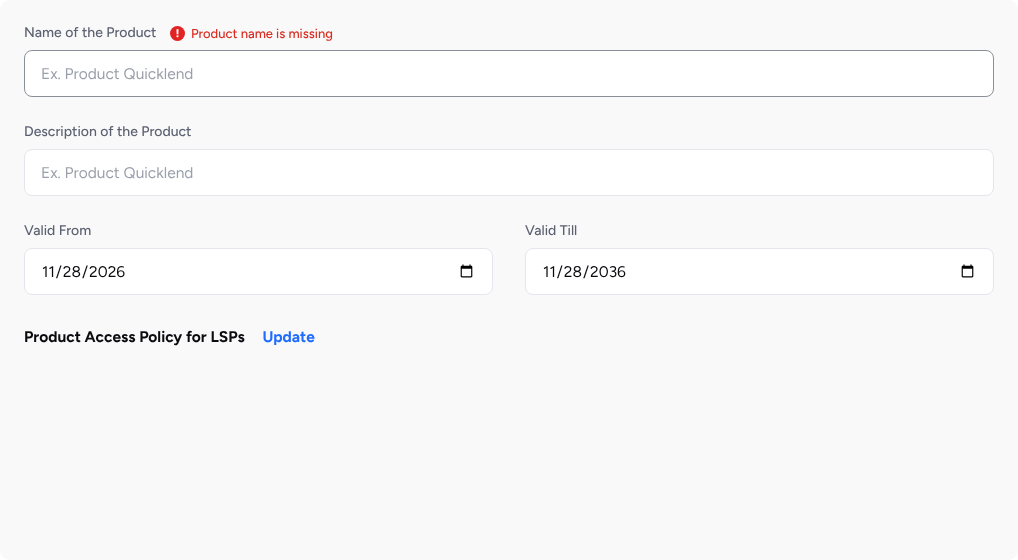 Name of the Product Product name is missing
Ex. Product Quicklend
Description of the Product
Ex. Product Quicklend
Valid From Valid Till
11/28/2026 11/28/2036
Product Access Policy for LSPs Update